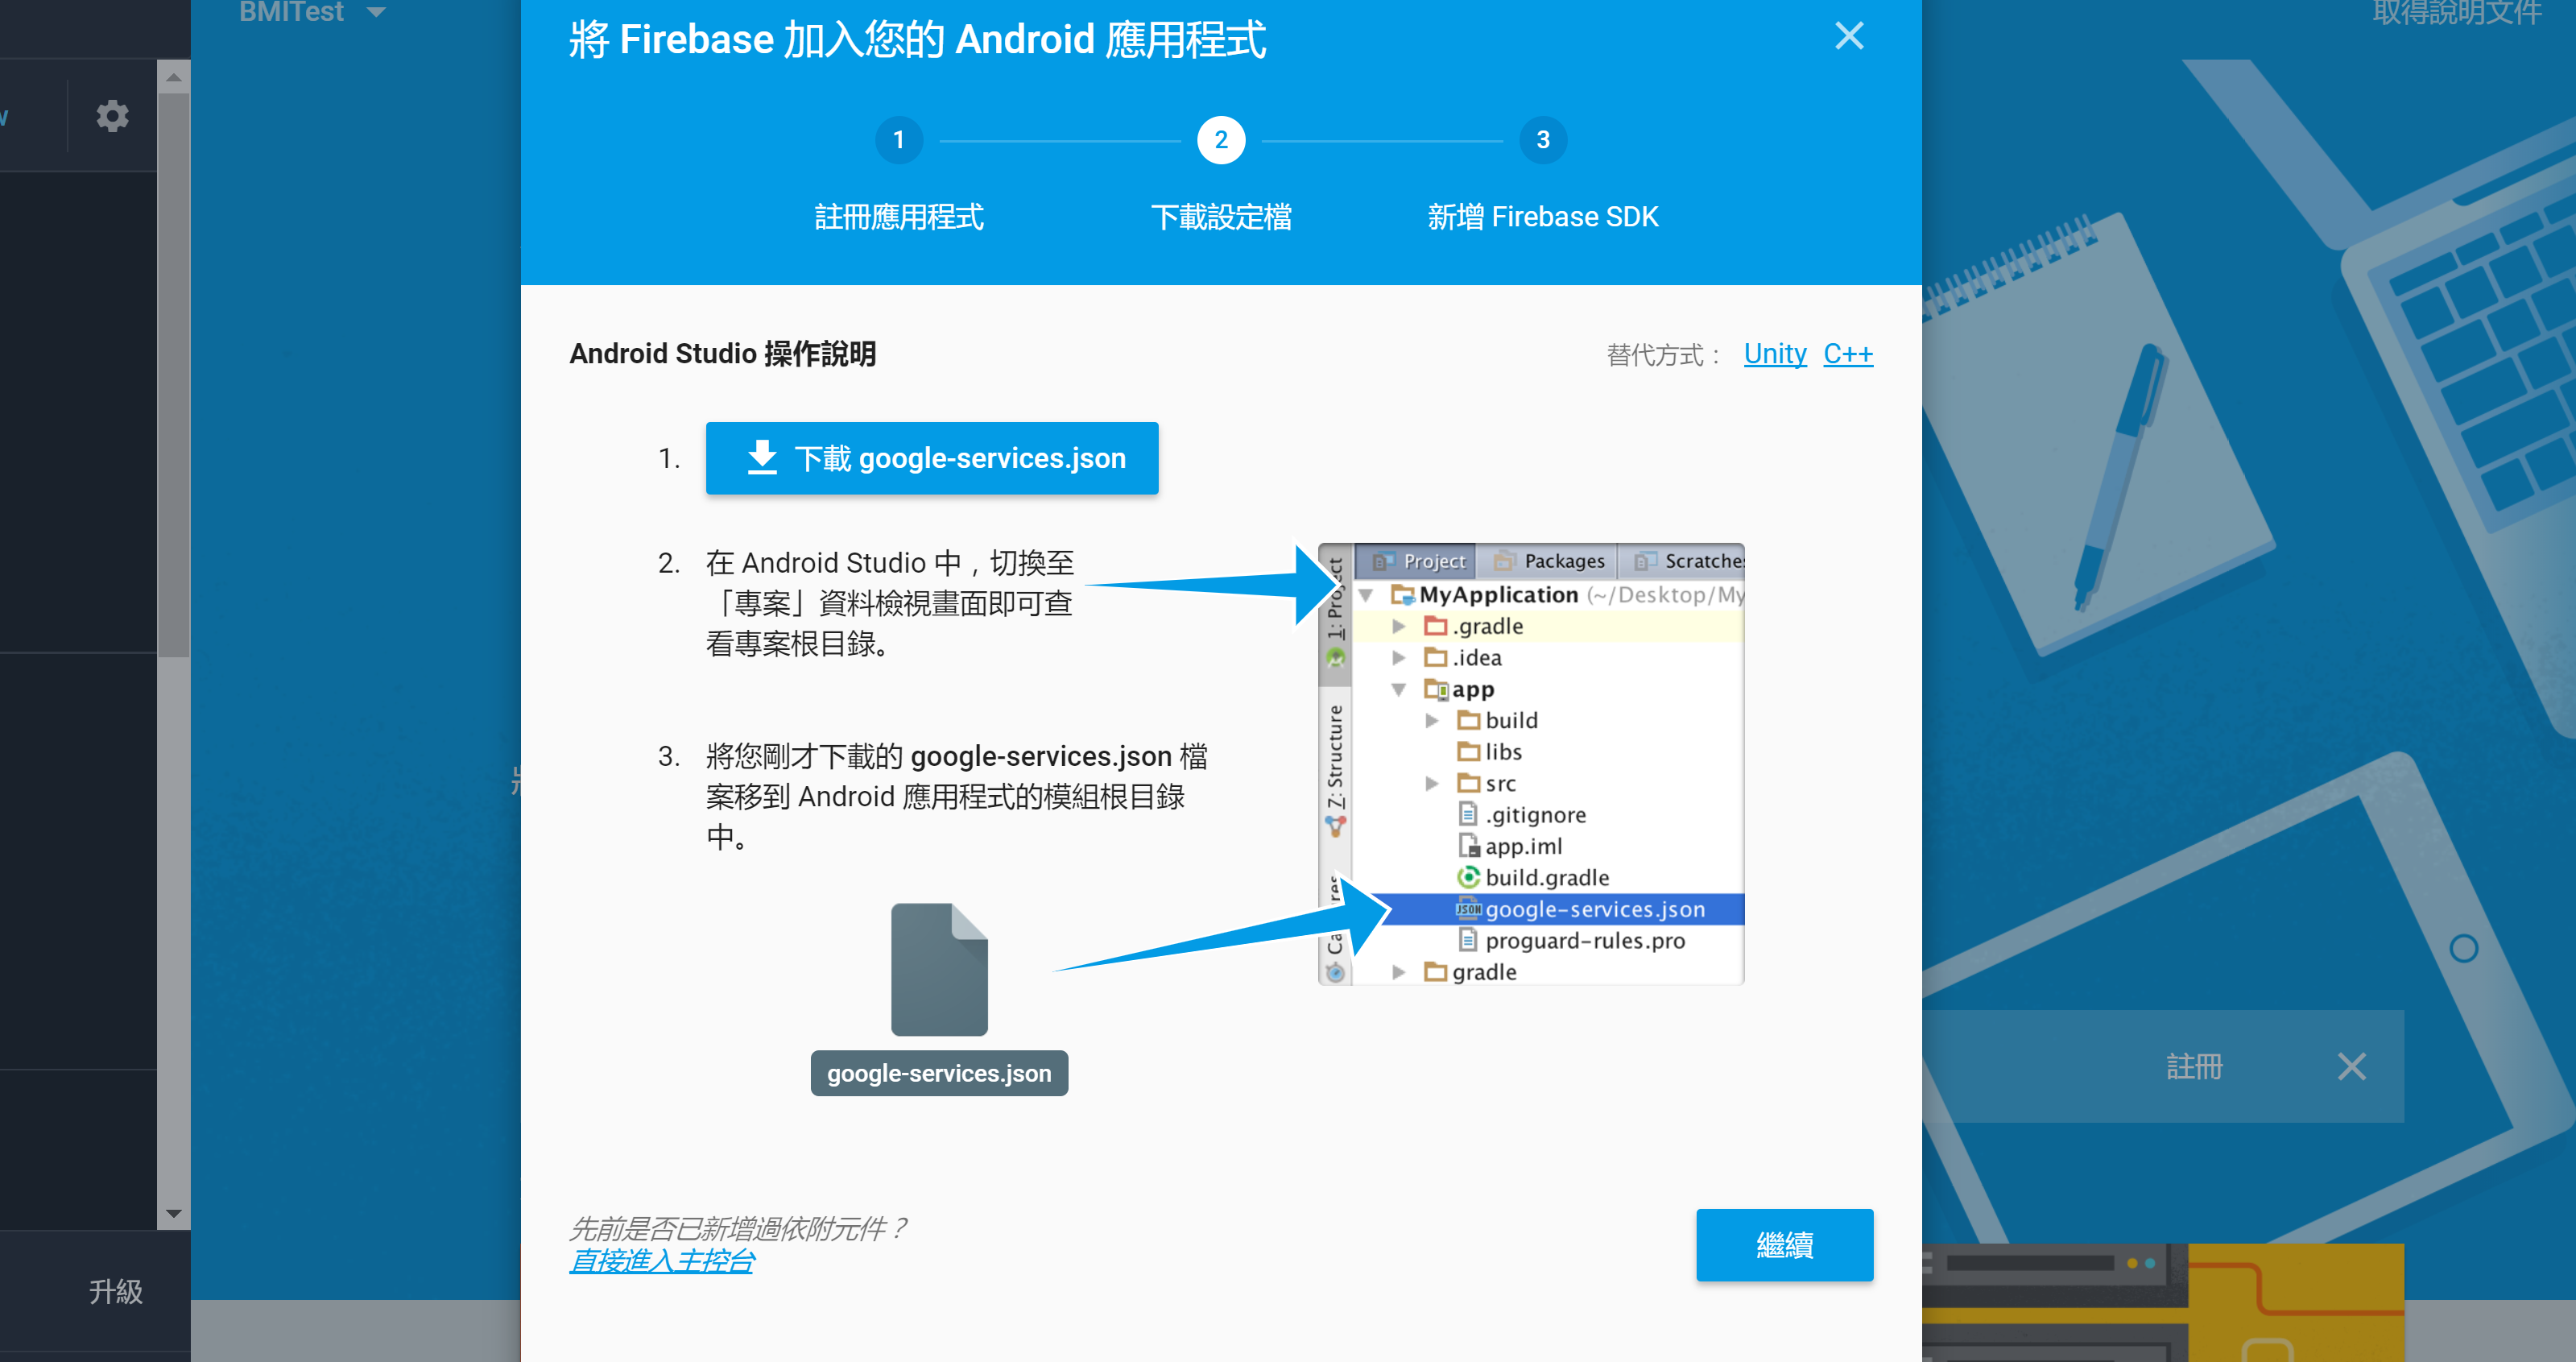 BMITest
取得說明文件
將 Firebase 加入您的 Android 應用程式
1
2
3
註冊應用程式
下載設定檔
新增 Firebase SDK
Android Studio 操作說明
替代方式： Unity C++
1. 下載 google-services.json
2. 在 Android Studio 中，切換至
「專案」資料檢視畫面即可查
看專案根目錄。
3. 將您剛才下載的 google-services.json 檔
案移到 Android 應用程式的模組根目錄
中。
google-services.json
Project Packages Scratches
1: Project
7: Structure
MyApplication (~/Desktop/My
.gradle
.idea
app
build
libs
src
.gitignore
app.iml
build.gradle
JSON google-services.json
proguard-rules.pro
gradle
註冊
先前是否已新增過依附元件？
直接進入主控台
繼續
升級